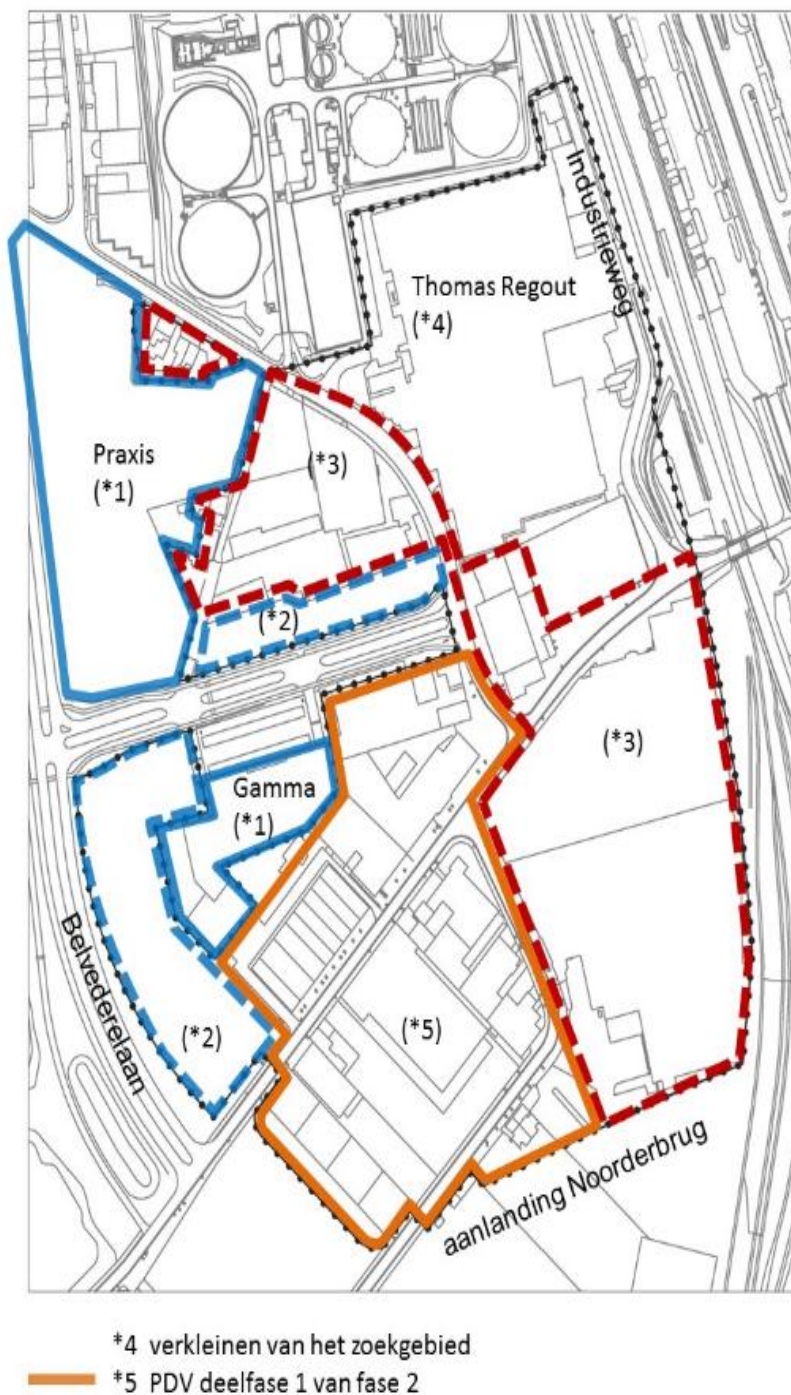 Industrieweg
Thomas Regout
(*4)
Praxis
(*1)
(*3)
(*2)
(*3)
Gamma
(*1)
Belvederelaan
(*2)
(*5)
aanlanding Noorderbrug
*4 verkleinen van het zoekgebied
*5 PDV deelfase 1 van fase 2